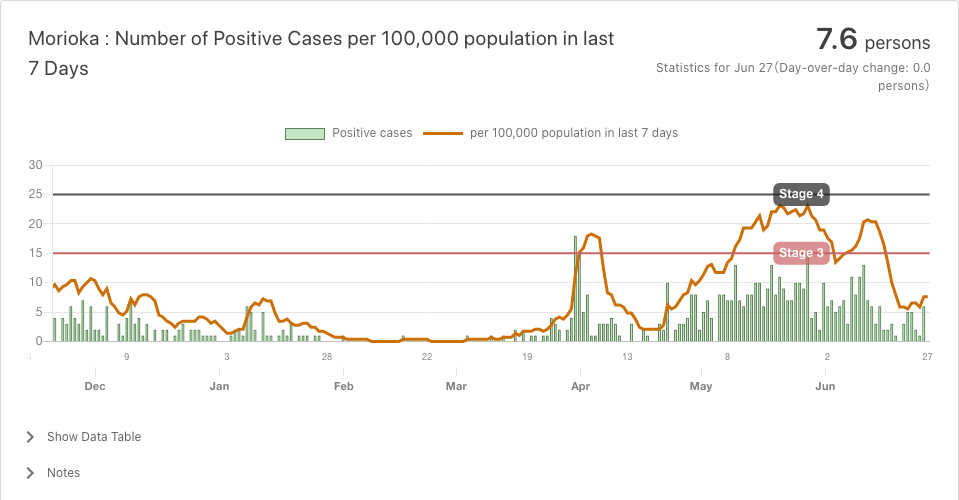 Morioka : Number of Positive Cases per 100,000 population in last
7 Days
7.6 persons
Statistics for Jun 27(Day-over-day change: 0.0
persons)
Positive cases
per 100,000 population in last 7 days
30
25
20
15
10
5
0
Stage 4
Stage 3
9
3
28
22
19
13
8
2
27
Dec
Jan
Feb
Mar
Apr
May
Jun
Show Data Table
Notes